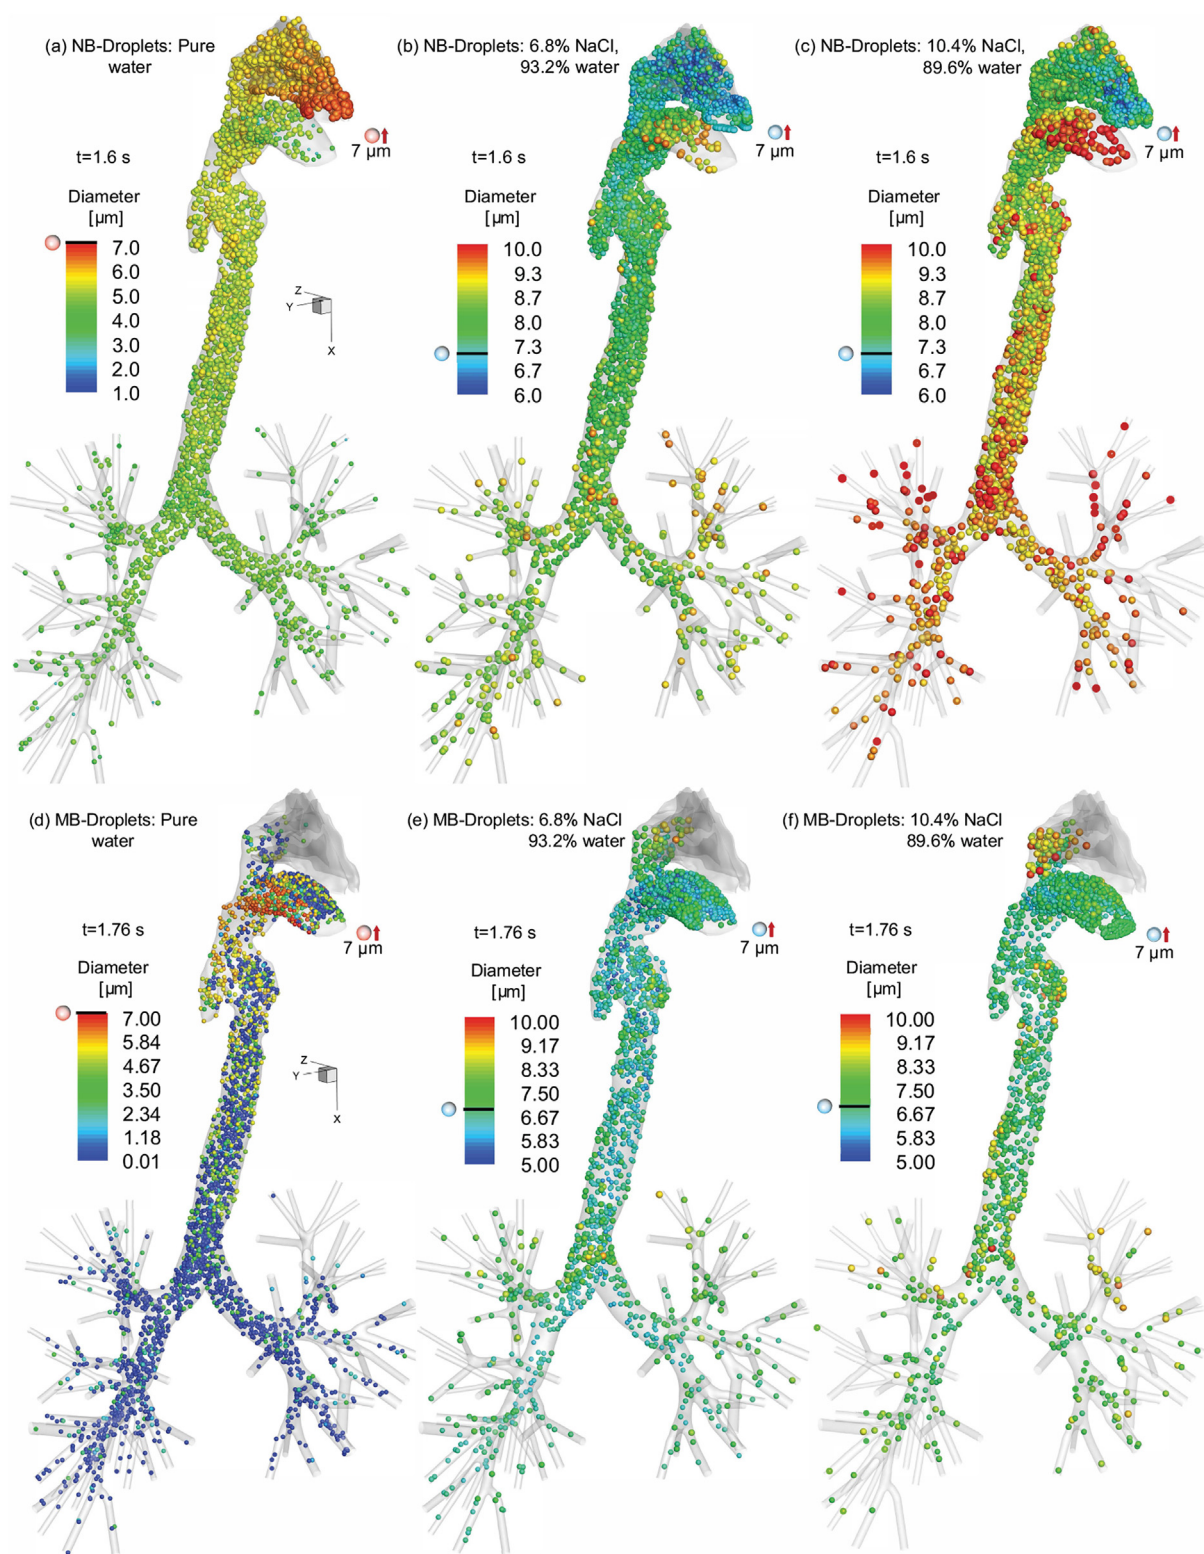 (a) NB-Droplets: Pure
water
7 µm
t=1.6 s
Diameter
[µm]
7.0
6.0
5.0
4.0
3.0
2.0
1.0
Z
Y
X
(b) NB-Droplets: 6.8% NaCl,
93.2% water
7 µm
t=1.6 s
Diameter
[µm]
10.0
9.3
8.7
8.0
7.3
6.7
6.0
(c) NB-Droplets: 10.4% NaCl,
89.6% water
7 µm
t=1.6 s
Diameter
[µm]
10.0
9.3
8.7
8.0
7.3
6.7
6.0
(d) MB-Droplets: Pure
water
7 µm
t=1.76 s
Diameter
[µm]
7.00
5.84
4.67
3.50
2.34
1.18
0.01
Z
Y
X
(e) MB-Droplets: 6.8% NaCl
93.2% water
7 µm
t=1.76 s
Diameter
[µm]
10.00
9.17
8.33
7.50
6.67
5.83
5.00
(f) MB-Droplets: 10.4% NaCl
89.6% water
7 µm
t=1.76 s
Diameter
[µm]
10.00
9.17
8.33
7.50
6.67
5.83
5.00